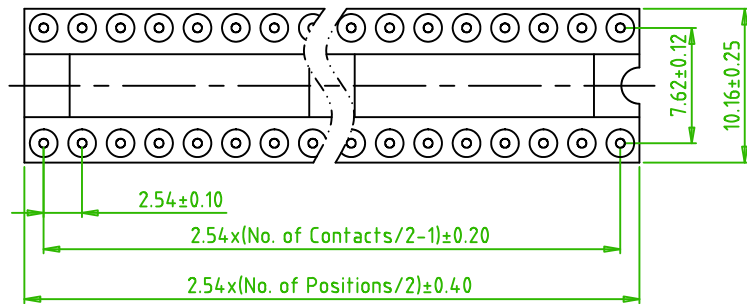 7.62±0.12
10.16±0.25
2.54±0.10
2.54x(No. of Contacts/2-1)±0.20
2.54x(No. of Positions/2)±0.40